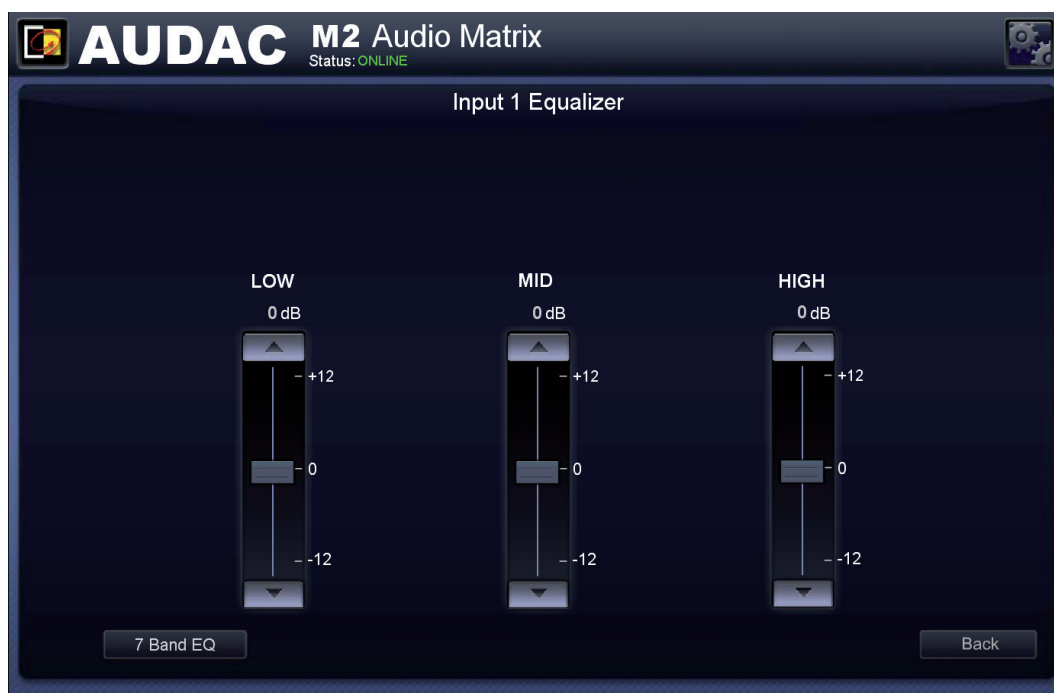 AUDAC M2 Audio Matrix
Status: ONLINE
Input 1 Equalizer
LOW MID HIGH
0 dB 0 dB 0 dB
+12 +12 +12
0 0 0
-12 -12 -12
7 Band EQ Back